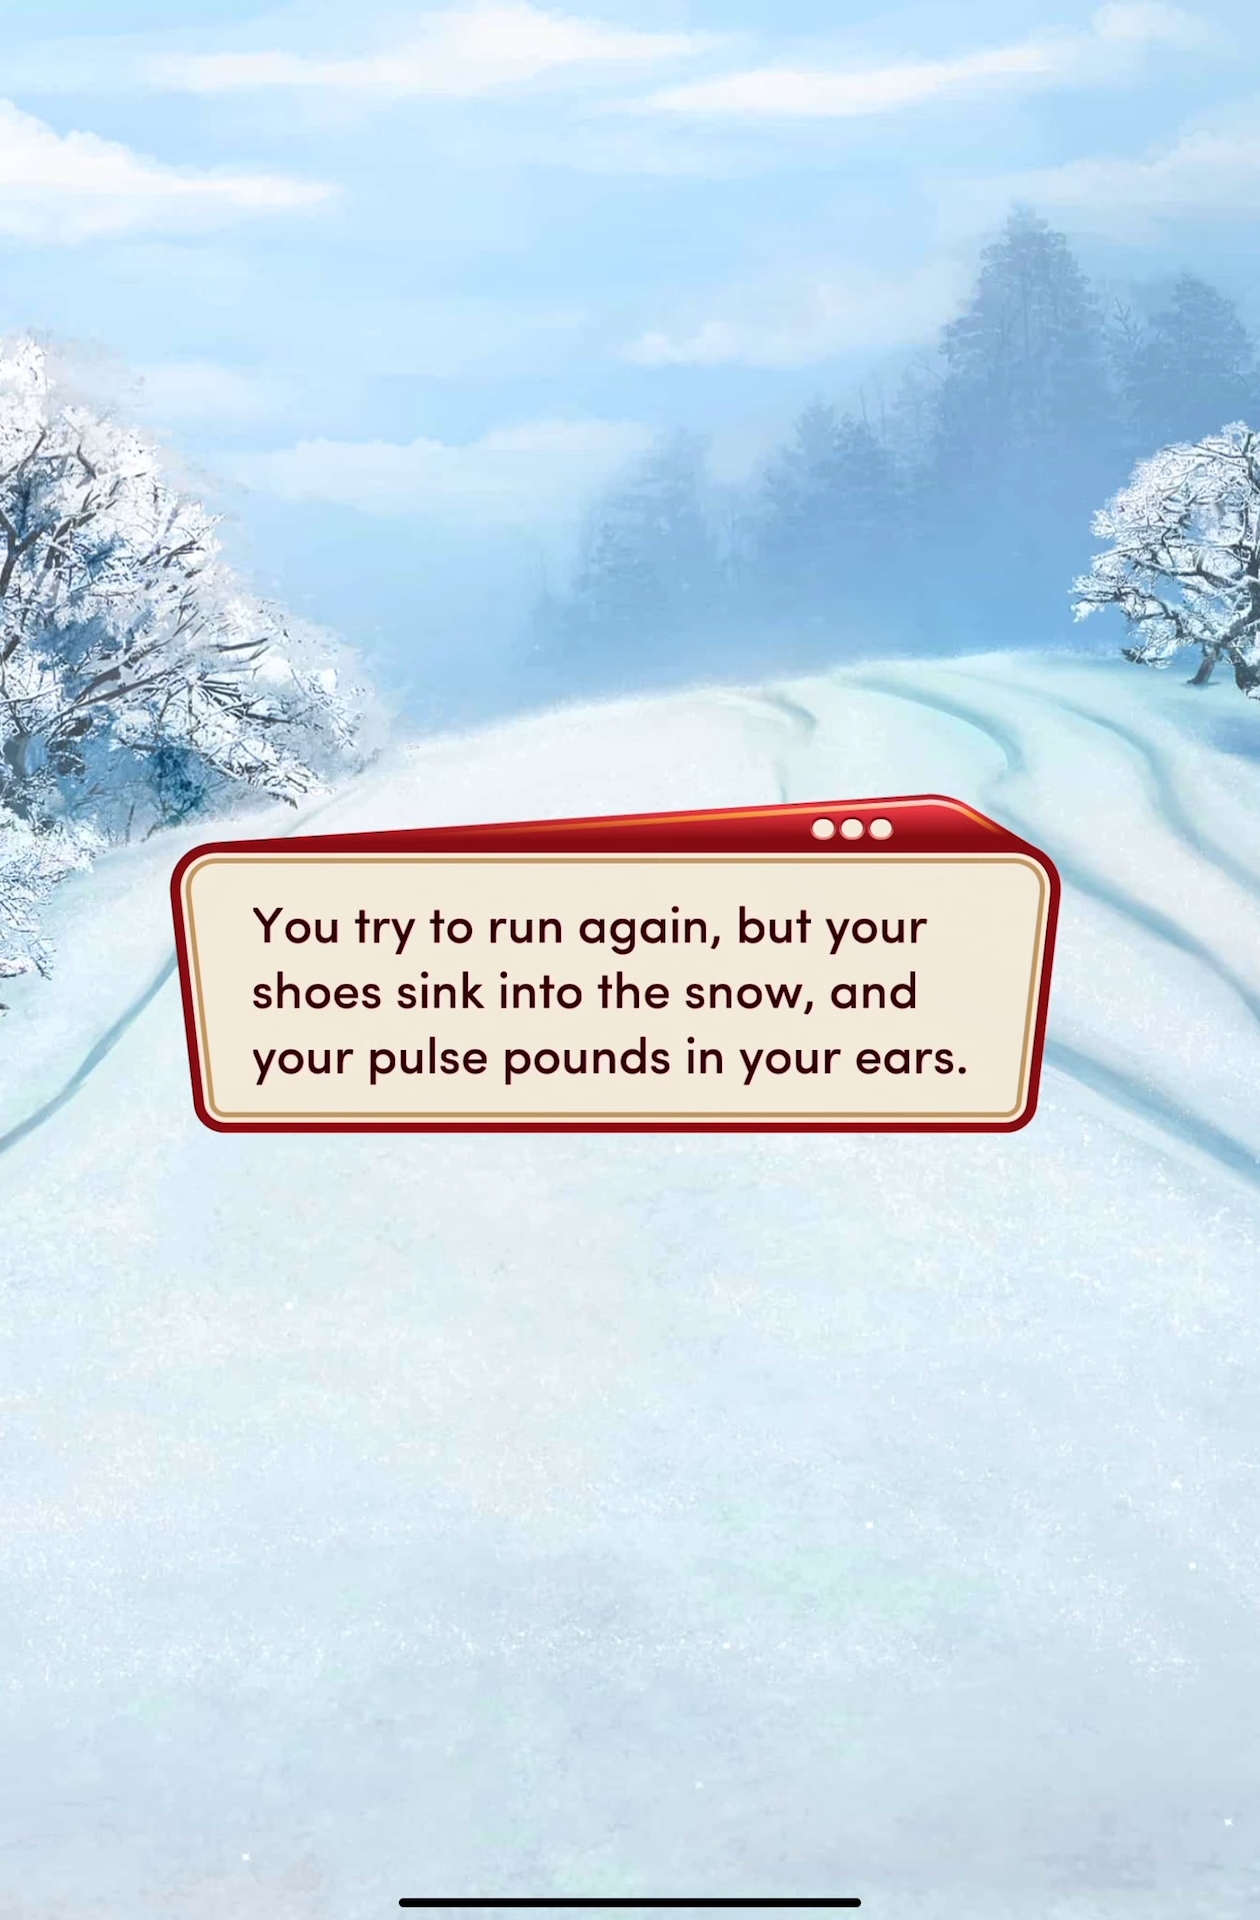 You try to run again, but your
shoes sink into the snow, and
your pulse pounds in your ears.